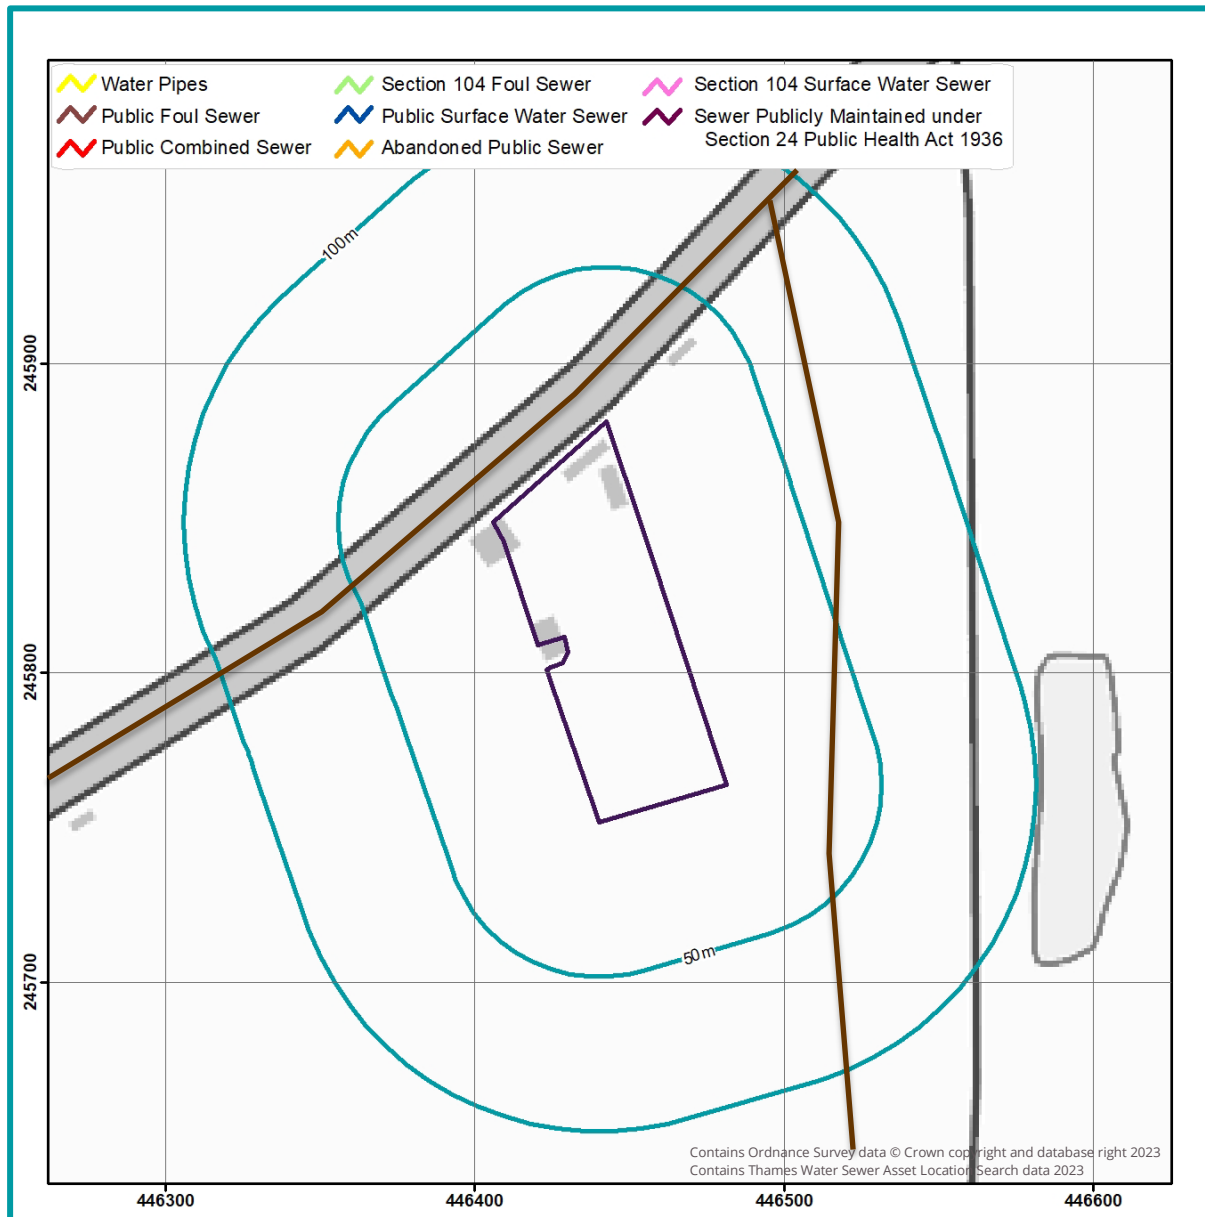 Water Pipes
Public Foul Sewer
Public Combined Sewer
Section 104 Foul Sewer
Public Surface Water Sewer
Abandoned Public Sewer
Section 104 Surface Water Sewer
Sewer Publicly Maintained under
Section 24 Public Health Act 1936
100m
50m
245900
245800
245700
Contains Ordnance Survey data © Crown copyright and database right 2023
Contains Thames Water Sewer Asset Location Search data 2023
446300
446400
446500
446600